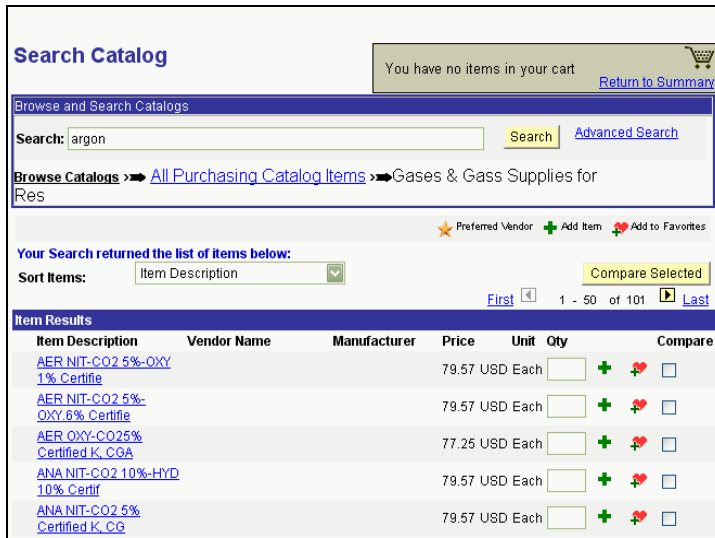 Search Catalog
You have no items in your cart
Return to Summary
Browse and Search Catalogs
Search: argon Search Advanced Search
Browse Catalogs All Purchasing Catalog Items Gases & Gass Supplies for
Res
Preferred Vendor Add Item Add to Favorites
Your Search returned the list of items below:
Sort Items: Item Description Compare Selected
First 1 - 50 of 101 Last
Item Results
Item Description Vendor Name Manufacturer Price Unit Qty Compare
AER NIT-CO2 5%-OXY
1% Certifie
79.57 USD Each
AER NIT-CO2 5%-
OXY.6% Certifie
79.57 USD Each
AER OXY-CO25%
Certified K, CGA
77.25 USD Each
ANA NIT-CO2 10%-HYD
10% Certif
79.57 USD Each
ANA NIT-CO2 5%
Certified K, CG
79.57 USD Each